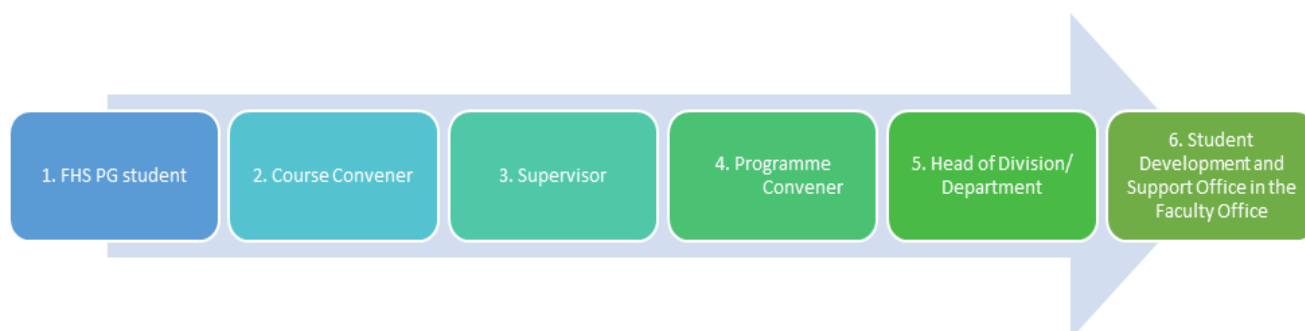 1. FHS PG student
2. Course Convener
3. Supervisor
4. Programme
Convener
5. Head of Division/
Department
6. Student
Development and
Support Office in the
Faculty Office